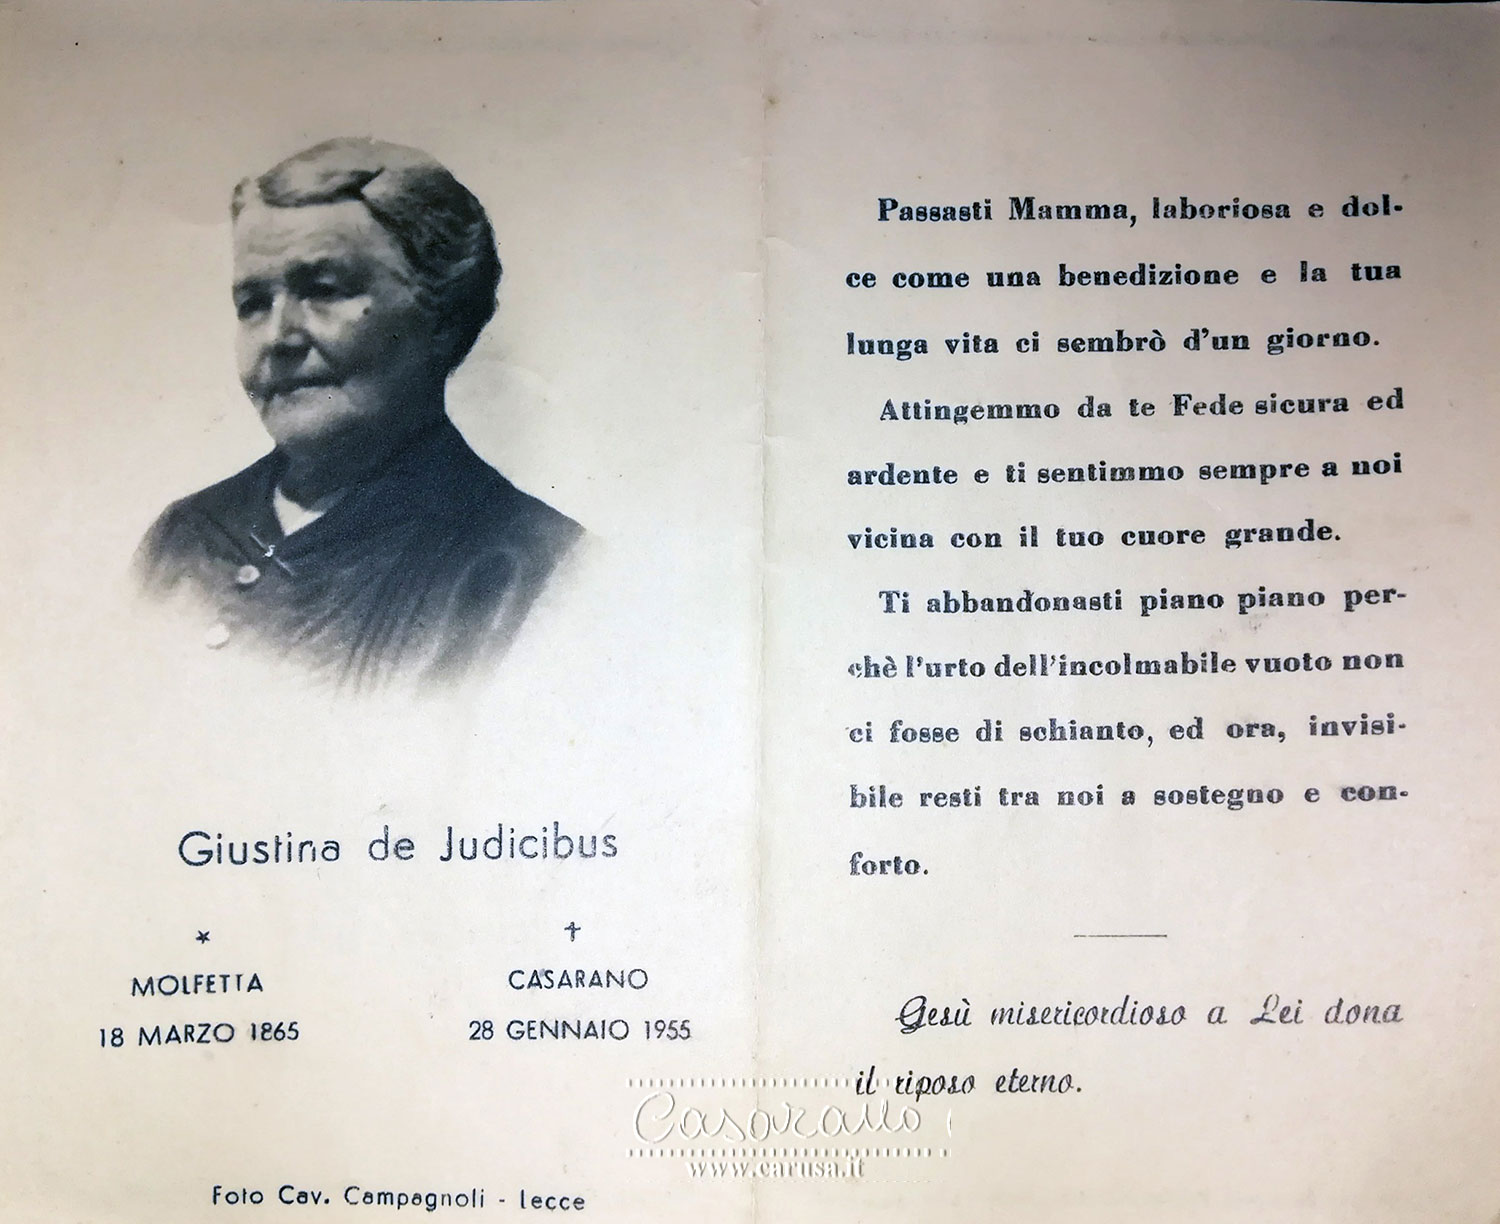 Giustina de Judicibus
* †
MOLFETTA CASARANO
18 MARZO 1865 28 GENNAIO 1955
Foto Cav. Campagnoli - Lecce
Passasti Mamma, laboriosa e dol-
ce come una benedizione e la tua
lunga vita ci sembrò d'un giorno.
Attingemmo da te Fede sicura ed
ardente e ti sentimmo sempre a noi
vicina con il tuo cuore grande.
Ti abbandonasti piano piano per-
chè l'urto dell'incolmabile vuoto non
ci fosse di schianto, ed ora, invisi-
bile resti tra noi a sostegno e con-
forto.
Gesù misericordioso a Lei dona
il riposo eterno.
Casarano
www.carusa.it